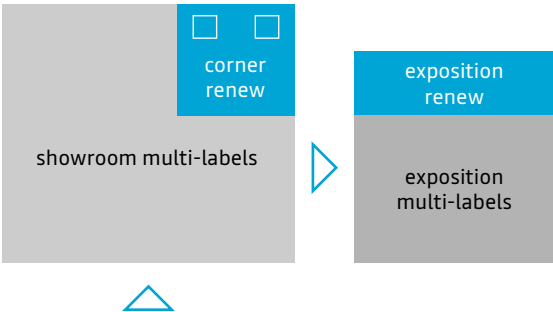 corner
renew
showroom multi-labels
exposition
renew
exposition
multi-labels